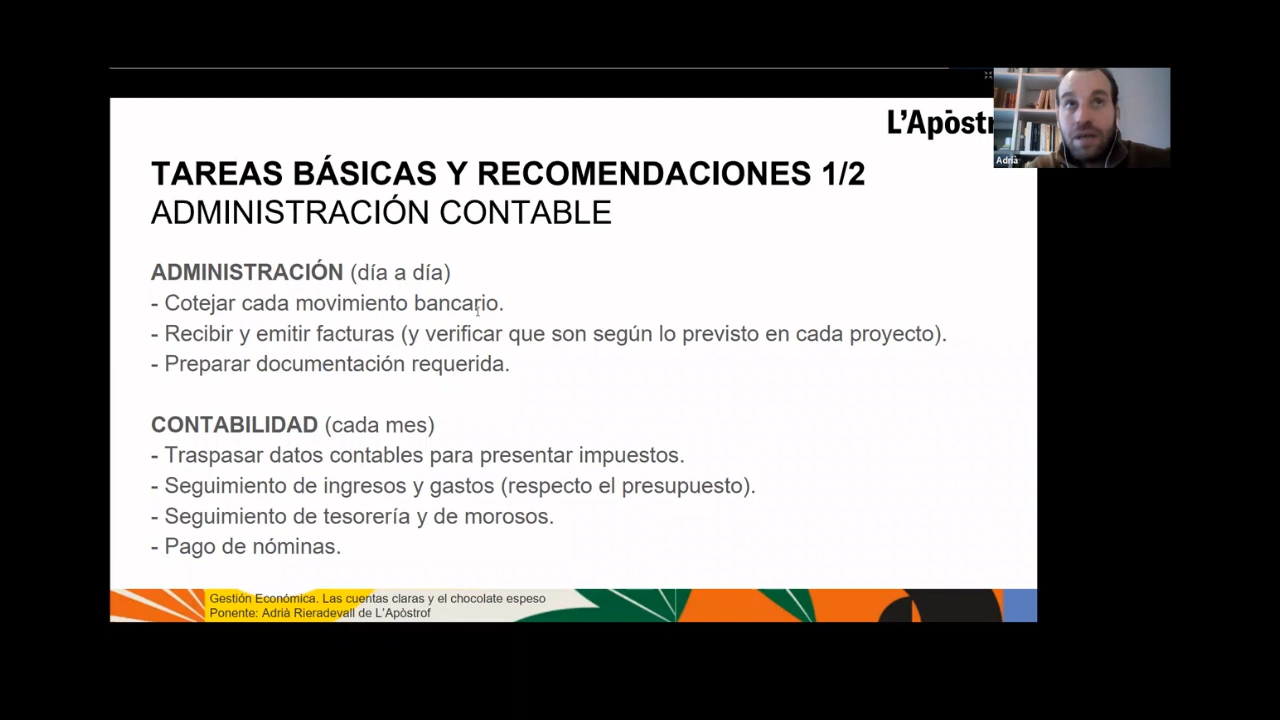 L'Apòstr
Adrià
TAREAS BÁSICAS Y RECOMENDACIONES 1/2
ADMINISTRACIÓN CONTABLE
ADMINISTRACIÓN (día a día)
- Cotejar cada movimiento bancario.
- Recibir y emitir facturas (y verificar que son según lo previsto en cada proyecto).
- Preparar documentación requerida.
CONTABILIDAD (cada mes)
- Traspasar datos contables para presentar impuestos.
- Seguimiento de ingresos y gastos (respecto el presupuesto).
- Seguimiento de tesorería y de morosos.
- Pago de nóminas.
Gestión Económica. Las cuentas claras y el chocolate espeso
Ponente: Adrià Rieradevall de L'Apòstrof